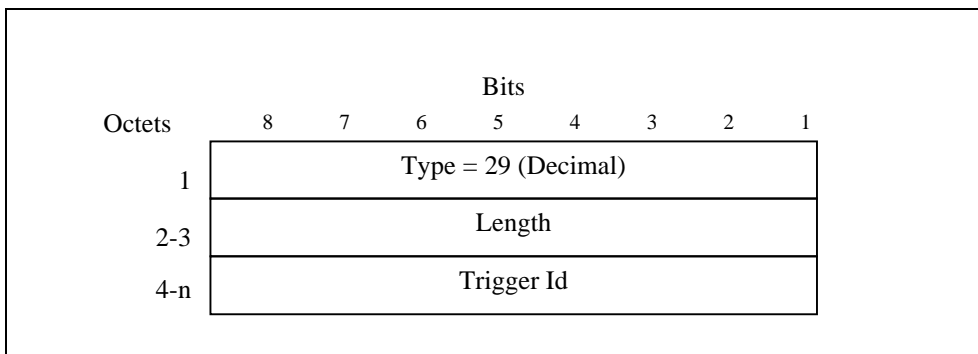 Bits
Octets 8 7 6 5 4 3 2 1
1 Type = 29 (Decimal)
2-3 Length
4-n Trigger Id